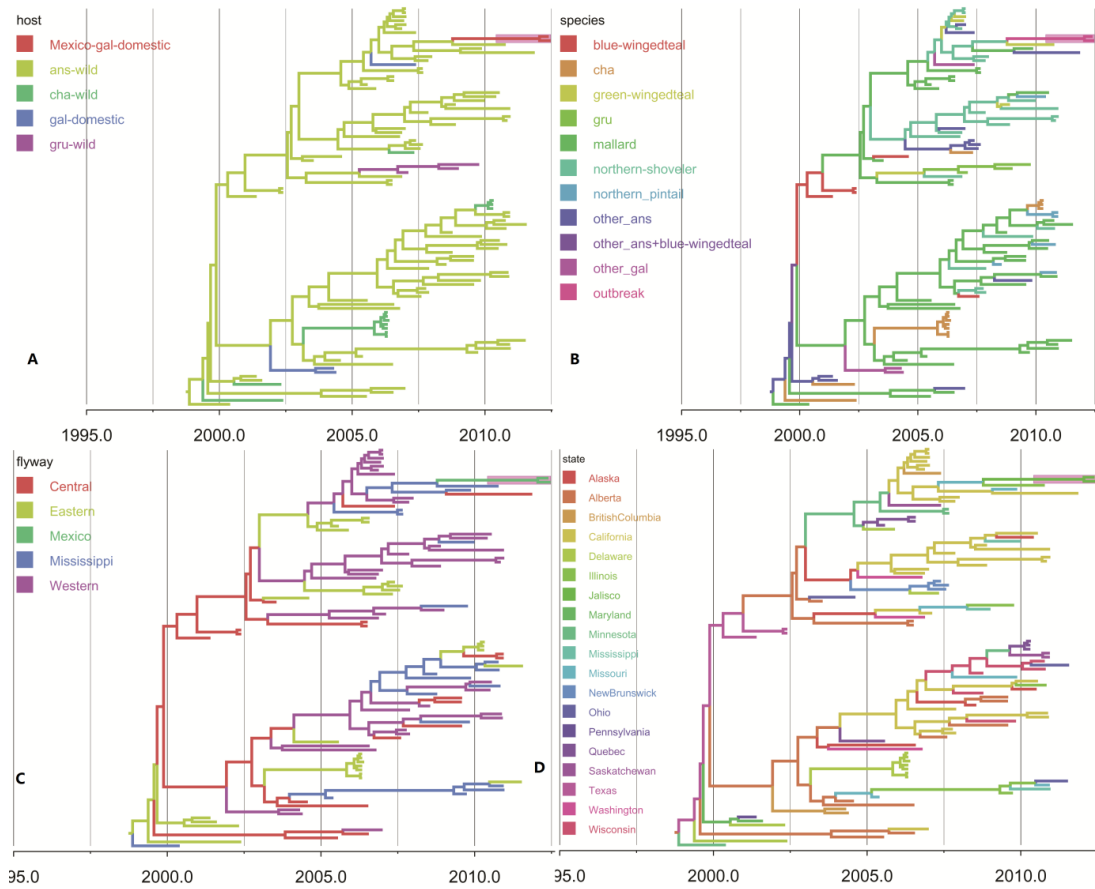 host
Mexico-gal-domestic
ans-wild
cha-wild
gal-domestic
gru-wild
A
1995.0 2000.0 2005.0 2010.0
species
blue-wingedteal
cha
green-wingedteal
gru
mallard
northern-shoveler
northern_pintail
other_ans
other_ans+blue-wingedteal
other_gal
outbreak
B
1995.0 2000.0 2005.0 2010.0
flyway
Central
Eastern
Mexico
Mississippi
Western
C
95.0 2000.0 2005.0 2010.0
state
Alaska
Alberta
BritishColumbia
California
Delaware
Illinois
Jalisco
Maryland
Minnesota
Mississippi
Missouri
NewBrunswick
Ohio
Pennsylvania
Quebec
Saskatchewan
Texas
Washington
Wisconsin
D
95.0 2000.0 2005.0 2010.0